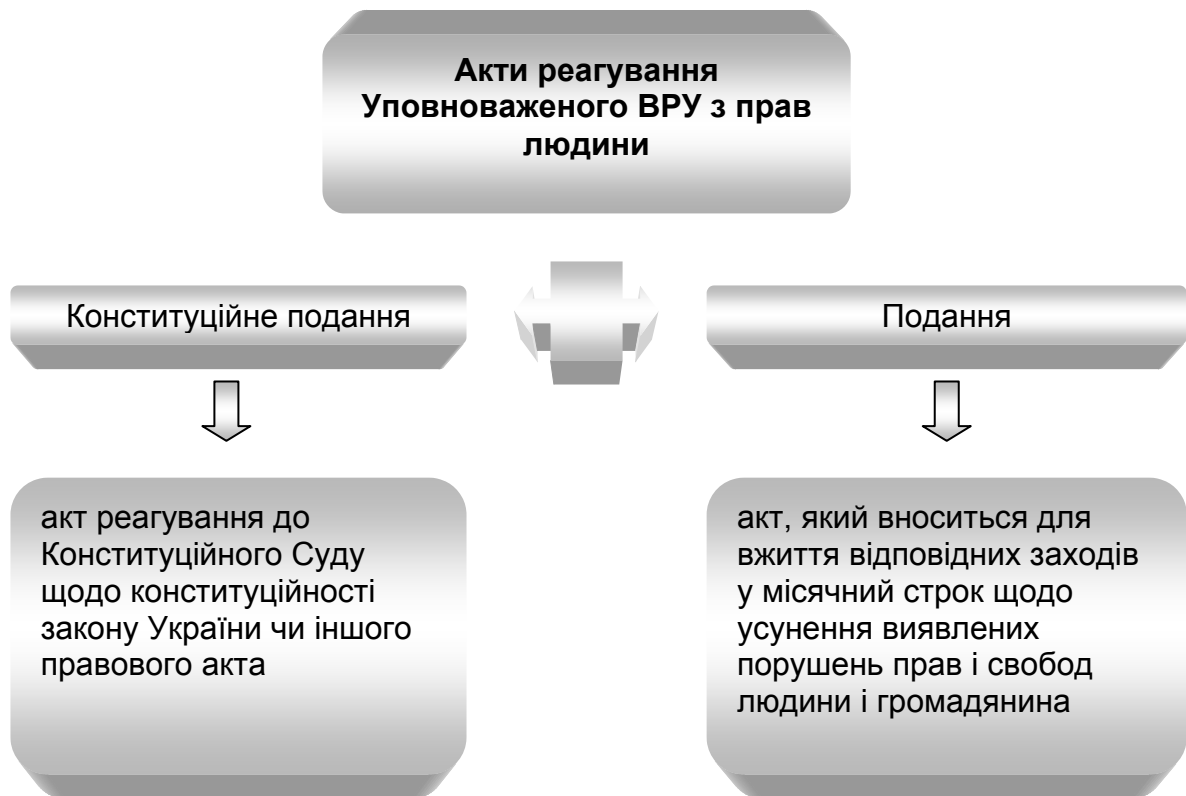 Акти реагування
Уповноваженого ВРУ з прав
людини
Конституційне подання
Подання
акт реагування до
Конституційного Суду
щодо конституційності
закону України чи іншого
правового акта
акт, який вноситься для
вжиття відповідних заходів
у місячний строк щодо
усунення виявлених
порушень прав і свобод
людини і громадянина